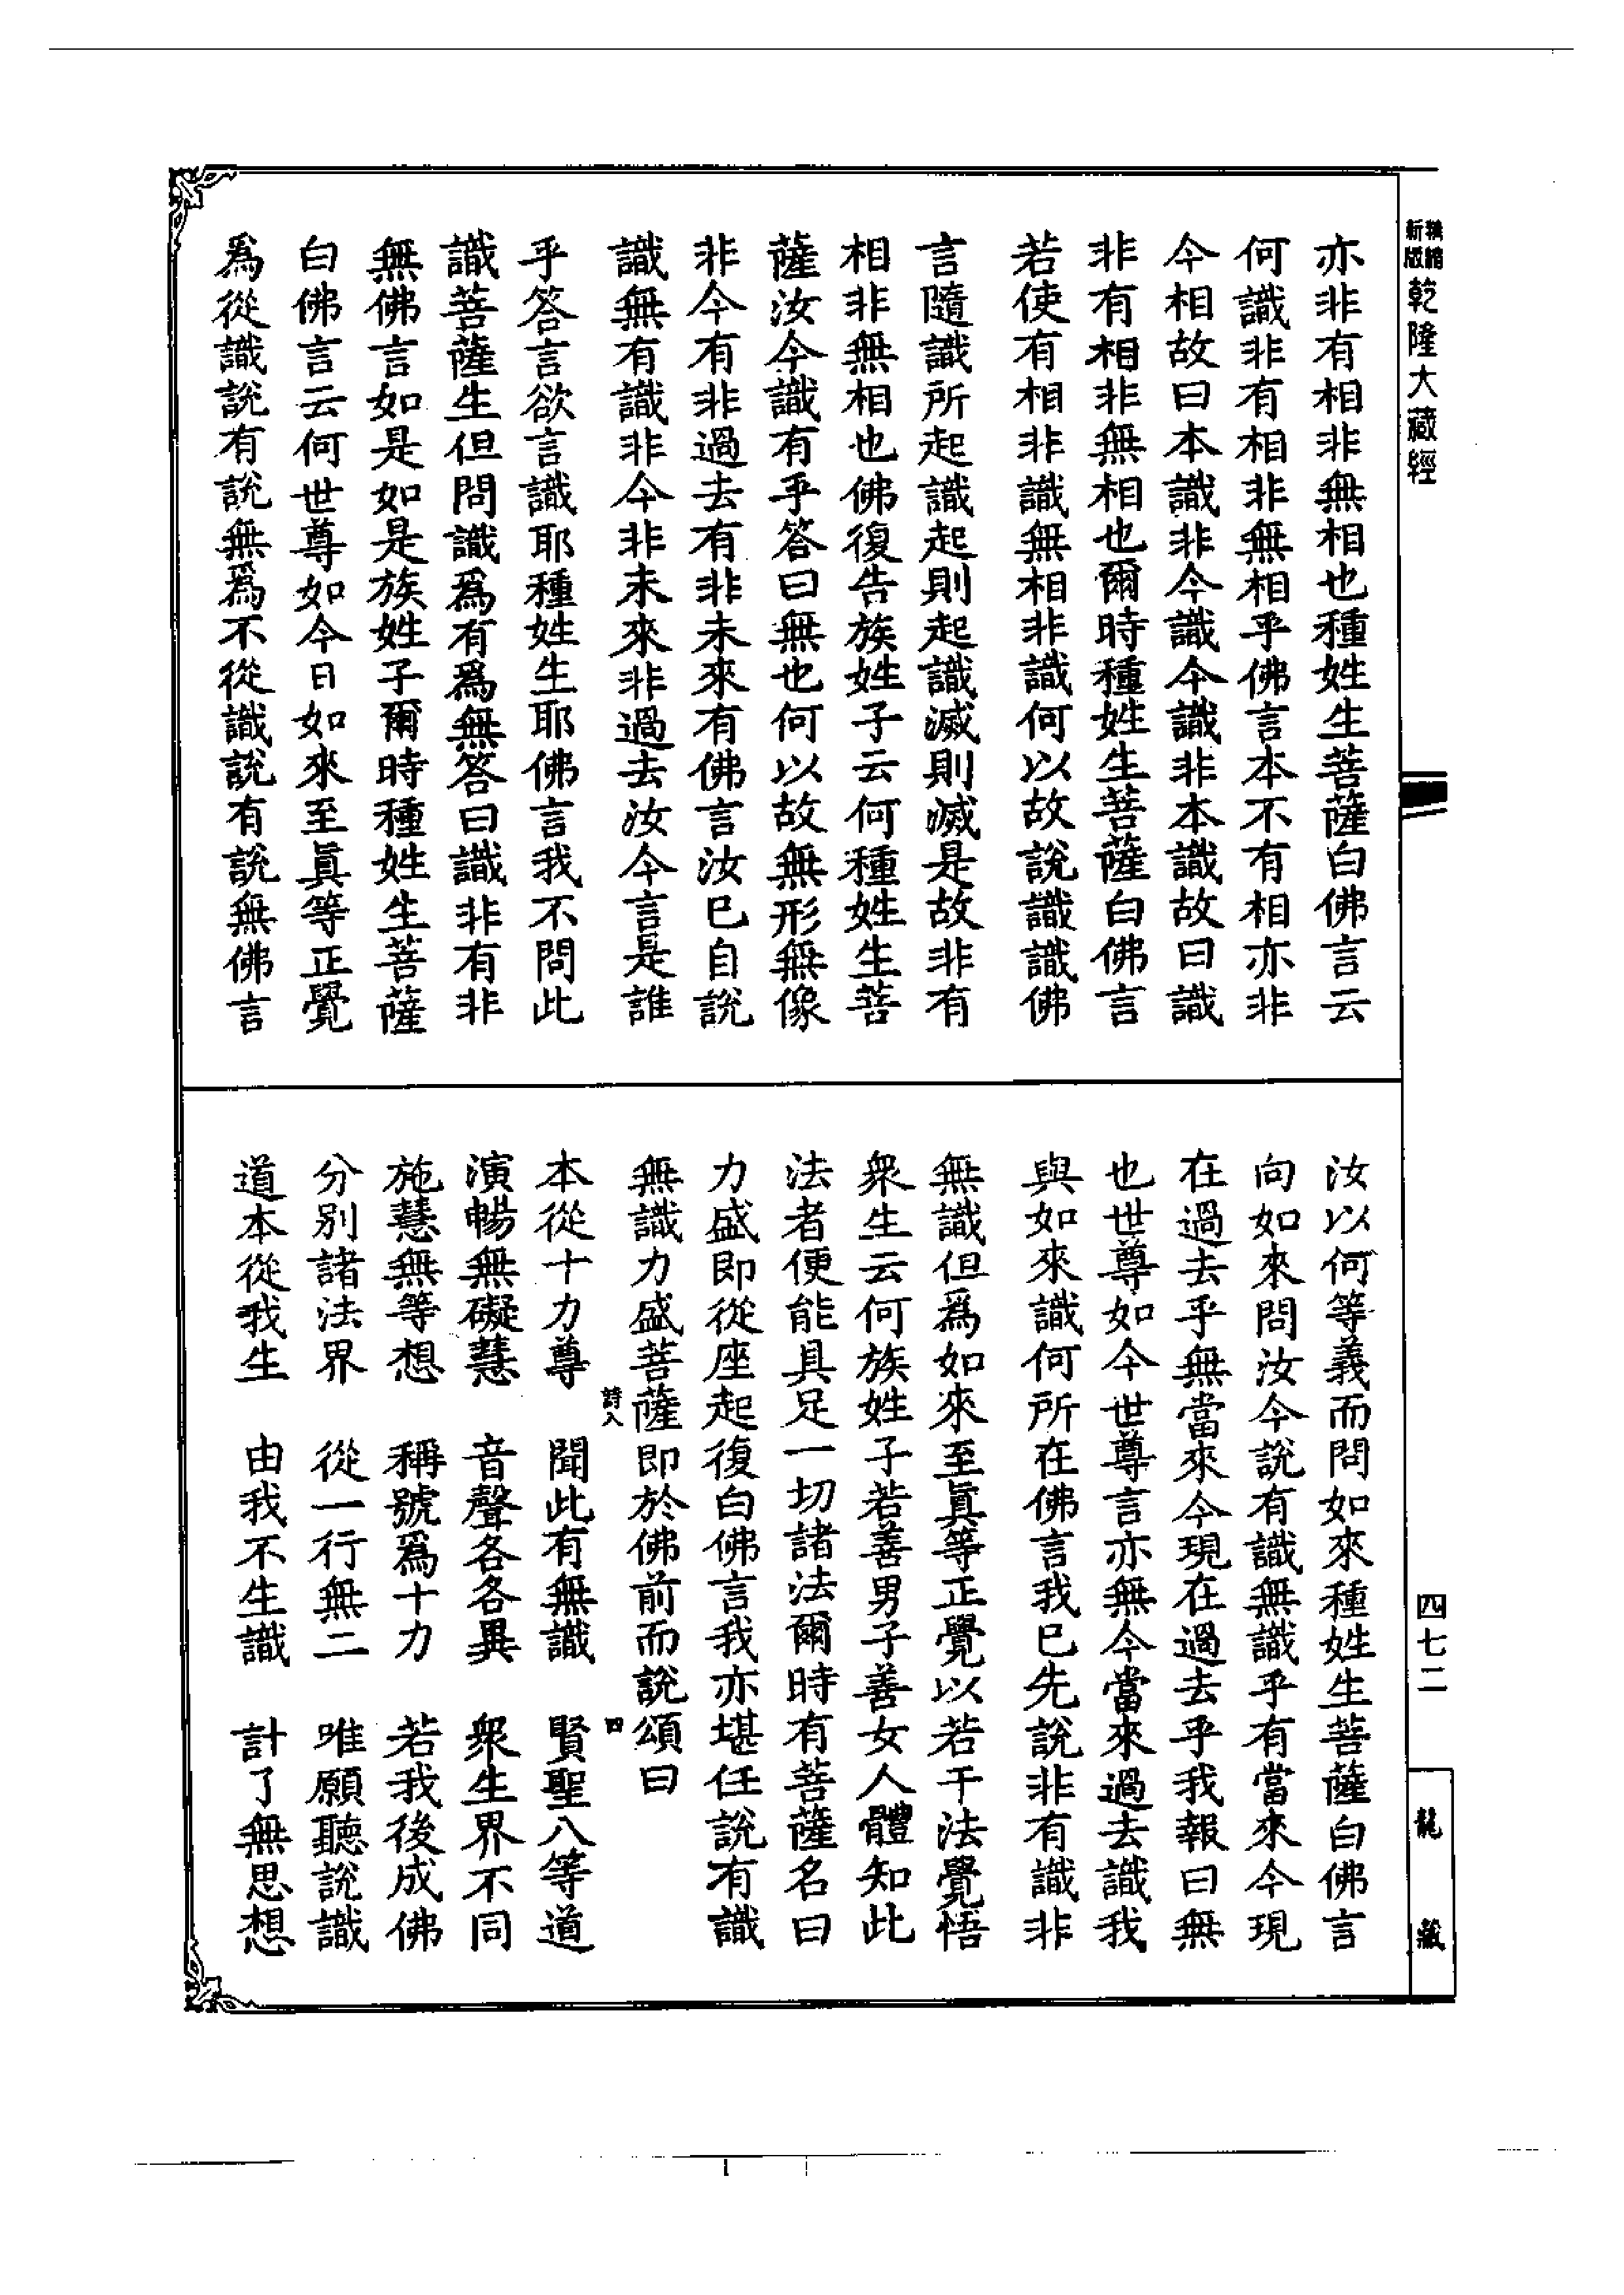 新版精縮乾隆大藏經
亦非有相非無相也種姓生菩薩白佛言云
何識非有相非無相乎佛言本不有相亦非
今相故曰本識非今識今識非本識故曰識
非有相非無相也爾時種姓生菩薩白佛言
若使有相非識無相非識何以故說識識佛
言隨識所起識起則起識滅則滅是故非有
相非無相也佛復告族姓子云何種姓生菩
薩汝今識有乎答曰無也何以故無形無像
非今有非過去有非未來有佛言汝已自說
識無有識非今非未來非過去汝今言是誰
乎答言欲言識耶種姓生耶佛言我不問此
識菩薩生但問識為有為無答曰識非有非
無佛言如是如是族姓子爾時種姓生菩薩
白佛言云何世尊如今日如來至真等正覺
為從識說有說無為不從識說有說無佛言
汝以何等義而問如來種姓生菩薩白佛言
向如來問汝今說有識無識乎有當來今現
在過去乎無當來今現在過去乎我報曰無
也世尊如今世尊言亦無今當來過去識我
與如來識何所在佛言我已先說非有識非
無識但為如來至真等正覺以若干法覺悟
眾生云何族姓子若善男子善女人體知此
法者便能具足一切諸法爾時有菩薩名曰
力盛即從座起復白佛言我亦堪任說有識
無識力盛菩薩即於佛前而說頌曰
本從十力尊　聞此有無識　賢聖八等道
演暢無礙慧　音聲各各異　眾生界不同
施慧無等想　稱號為十力　若我後成佛
分別諸法界　從一行無二　唯願聽說識
道本從我生　由我不生識　計了無思想
詩八
四
四七二
龍藏